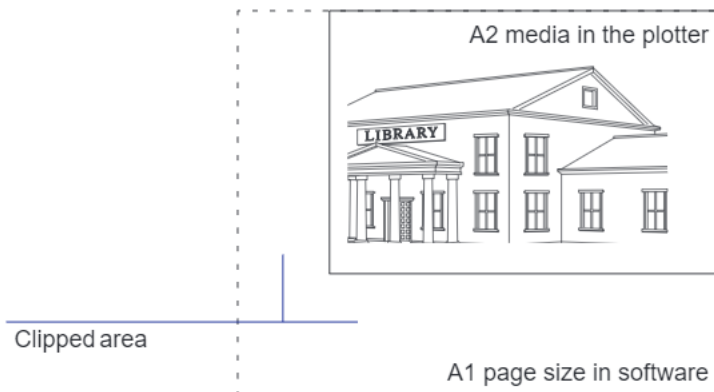 A2 media in the plotter
LIBRARY
Clipped area
A1 page size in software